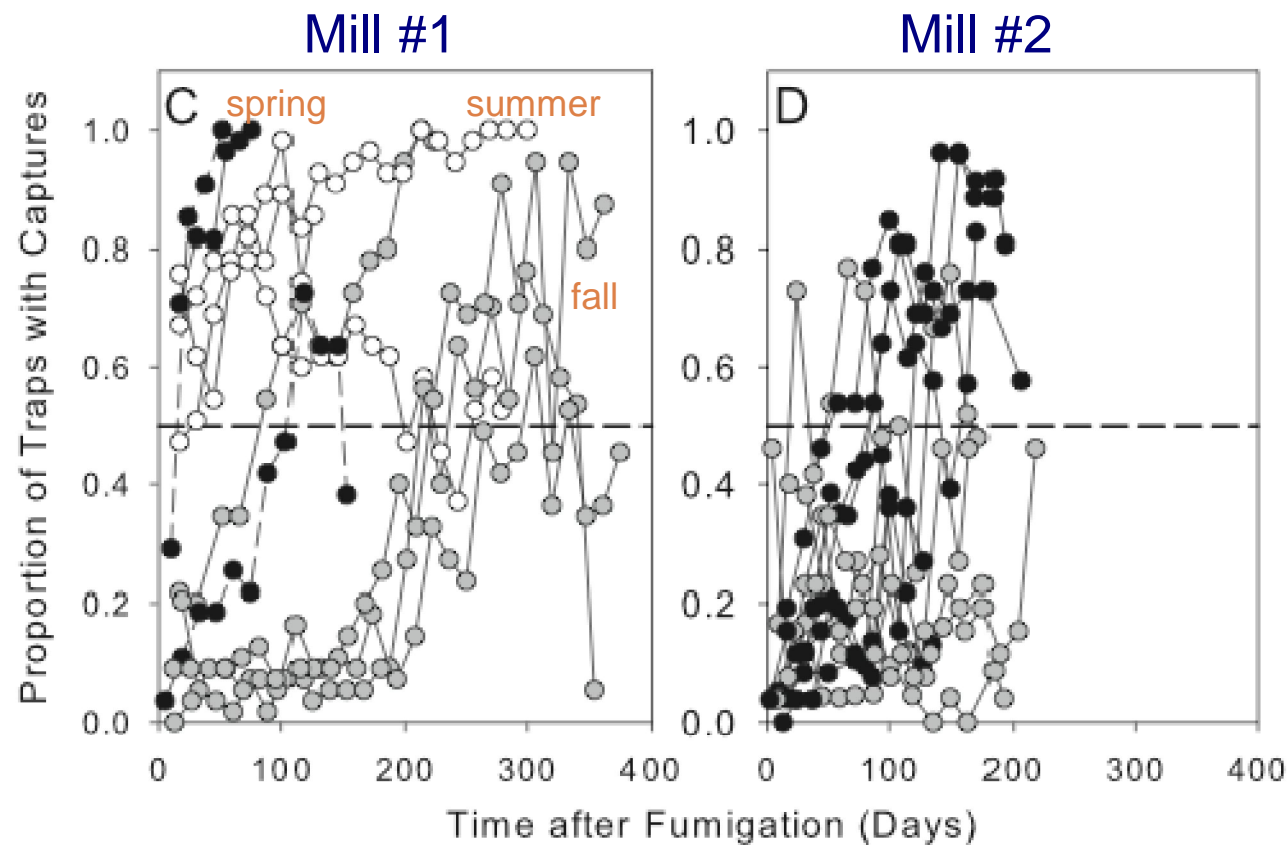 Mill #1
Mill #2
Proportion of Traps with Captures
C
spring
summer
fall
1.0
0.8
0.6
0.4
0.2
0.0
0 100 200 300 400
D
1.0
0.8
0.6
0.4
0.2
0.0
0 100 200 300 400
Time after Fumigation (Days)